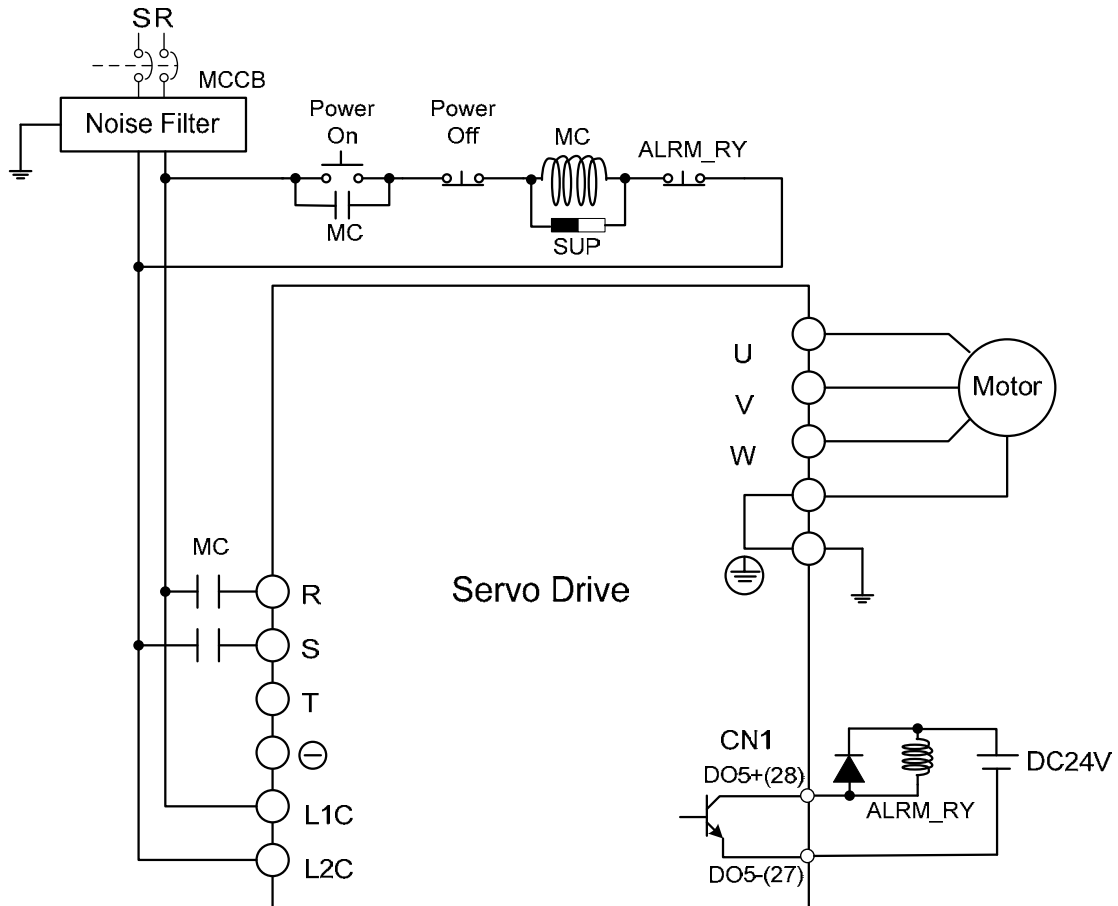 SR
MCCB
Noise Filter
Power
On
Power
Off
MC
ALRM_RY
MC
SUP
U
V
W
Motor
MC
R
S
T
Servo Drive
L1C
L2C
CN1
DO5+(28)
DO5-(27)
ALRM_RY
DC24V